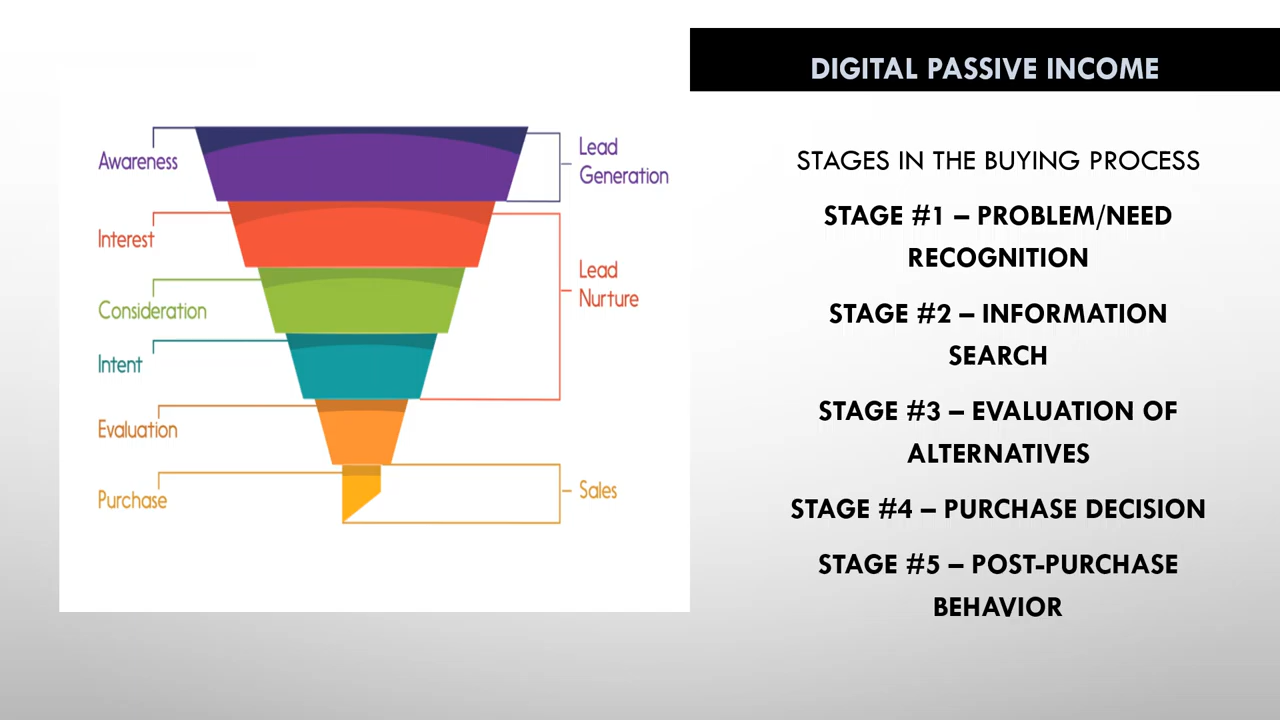 DIGITAL PASSIVE INCOME
Awareness
Interest
Consideration
Intent
Evaluation
Purchase
Lead
Generation
Lead
Nurture
Sales
STAGES IN THE BUYING PROCESS
STAGE #1 – PROBLEM/NEED
RECOGNITION
STAGE #2 – INFORMATION
SEARCH
STAGE #3 – EVALUATION OF
ALTERNATIVES
STAGE #4 – PURCHASE DECISION
STAGE #5 – POST-PURCHASE
BEHAVIOR